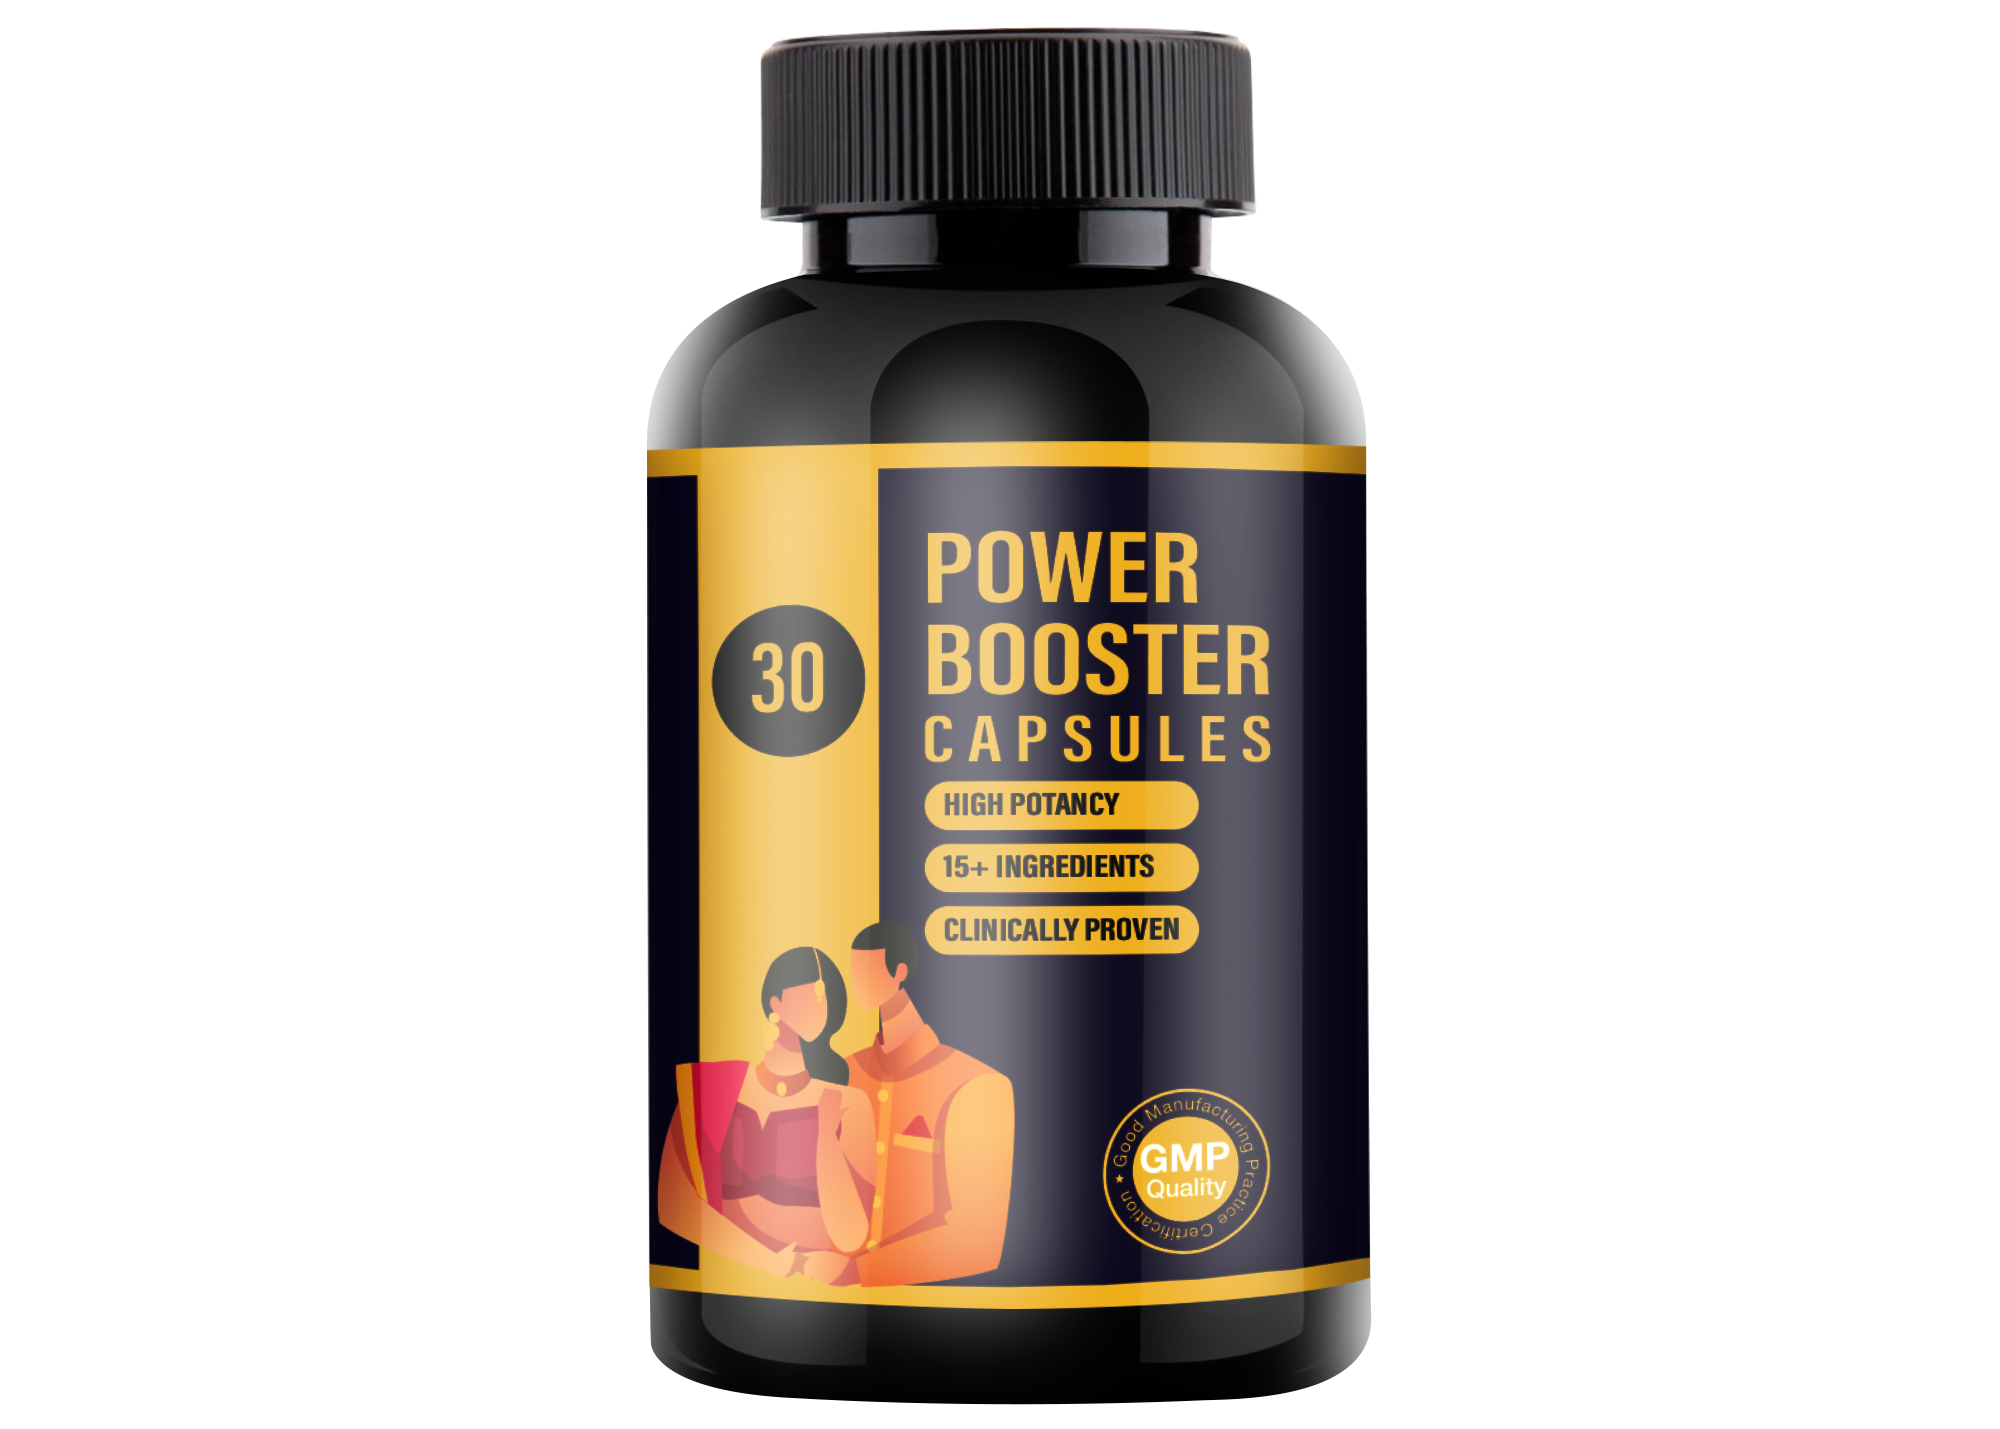 30
POWER
BOOSTER
CAPSULES
HIGH POTANCY
15+ INGREDIENTS
CLINICALLY PROVEN
Good Manufacturing Practice Certification ★
GMP
Quality